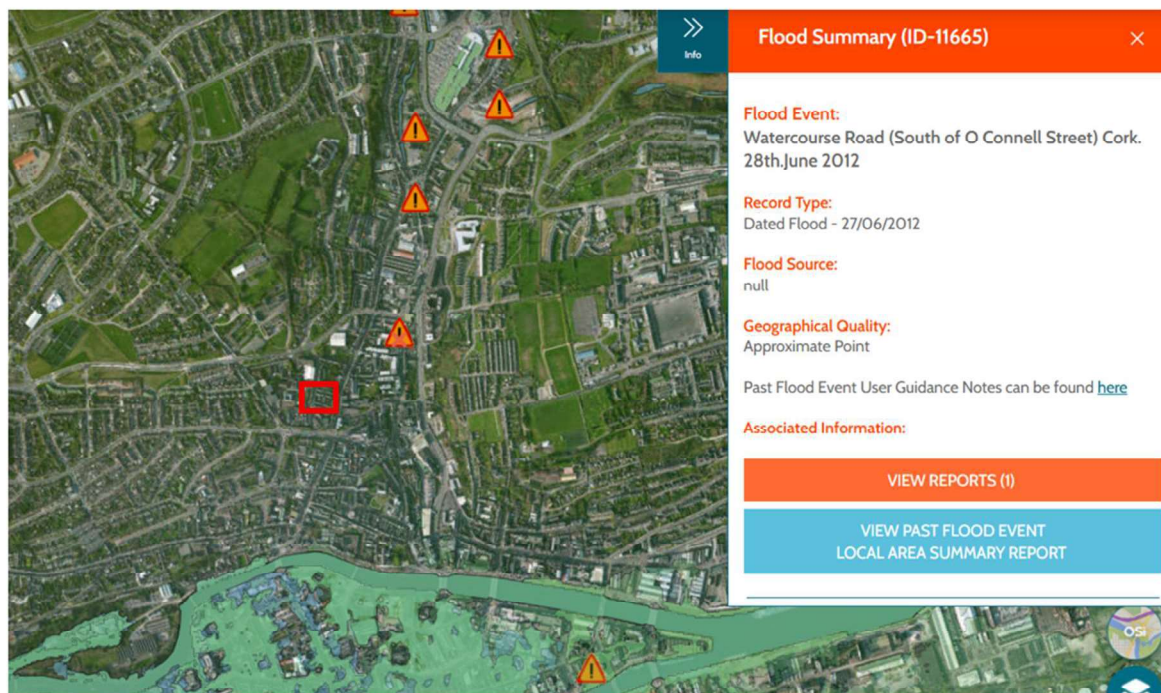 Info
Flood Summary (ID-11665)
Flood Event:
Watercourse Road (South of O Connell Street) Cork.
28th.June 2012
Record Type:
Dated Flood - 27/06/2012
Flood Source:
null
Geographical Quality:
Approximate Point
Past Flood Event User Guidance Notes can be found here
Associated Information:
VIEW REPORTS (1)
VIEW PAST FLOOD EVENT
LOCAL AREA SUMMARY REPORT
OSi